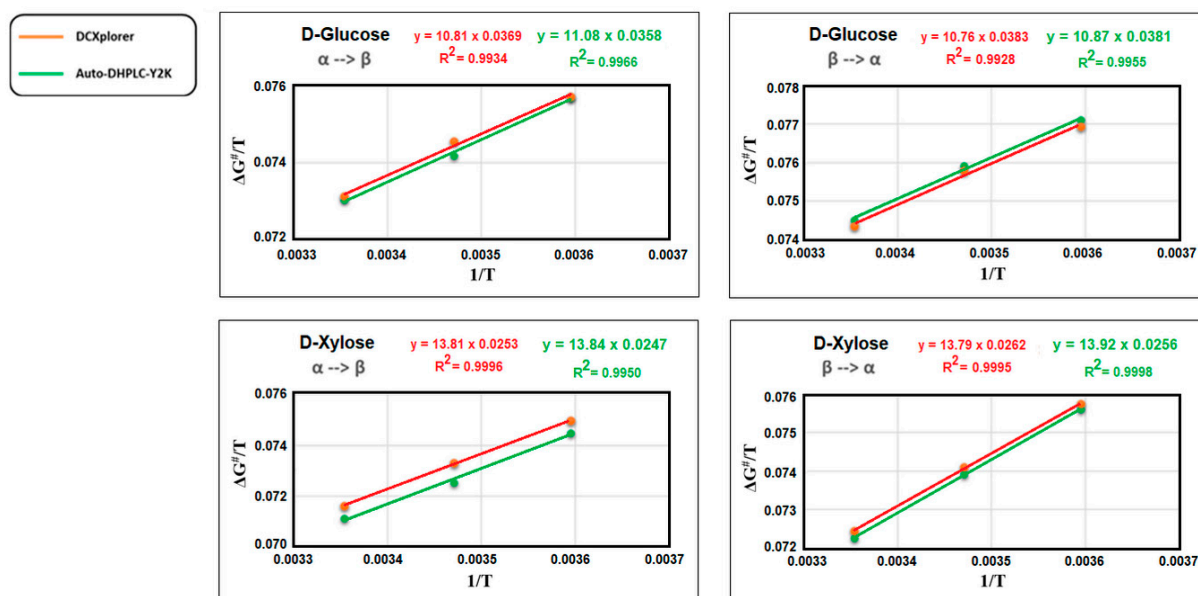 DCXplorer
Auto-DHPLC-Y2K
D-Glucose
α --> β
y = 10.81 x 0.0369
R2 = 0.9934
y = 11.08 x 0.0358
R2 = 0.9966
0.076
0.074
0.072
ΔG#/T
0.0033
0.0034
0.0035
0.0036
0.0037
1/T
D-Glucose
β --> α
y = 10.76 x 0.0383
R2 = 0.9928
y = 10.87 x 0.0381
R2 = 0.9955
0.078
0.077
0.076
0.075
0.074
ΔG#/T
0.0033
0.0034
0.0035
0.0036
0.0037
1/T
D-Xylose
α --> β
y = 13.81 x 0.0253
R2 = 0.9996
y = 13.84 x 0.0247
R2 = 0.9950
0.076
0.074
0.072
0.070
ΔG#/T
0.0033
0.0034
0.0035
0.0036
0.0037
1/T
D-Xylose
β --> α
y = 13.79 x 0.0262
R2 = 0.9995
y = 13.92 x 0.0256
R2 = 0.9998
0.076
0.075
0.074
0.073
0.072
ΔG#/T
0.0033
0.0034
0.0035
0.0036
0.0037
1/T